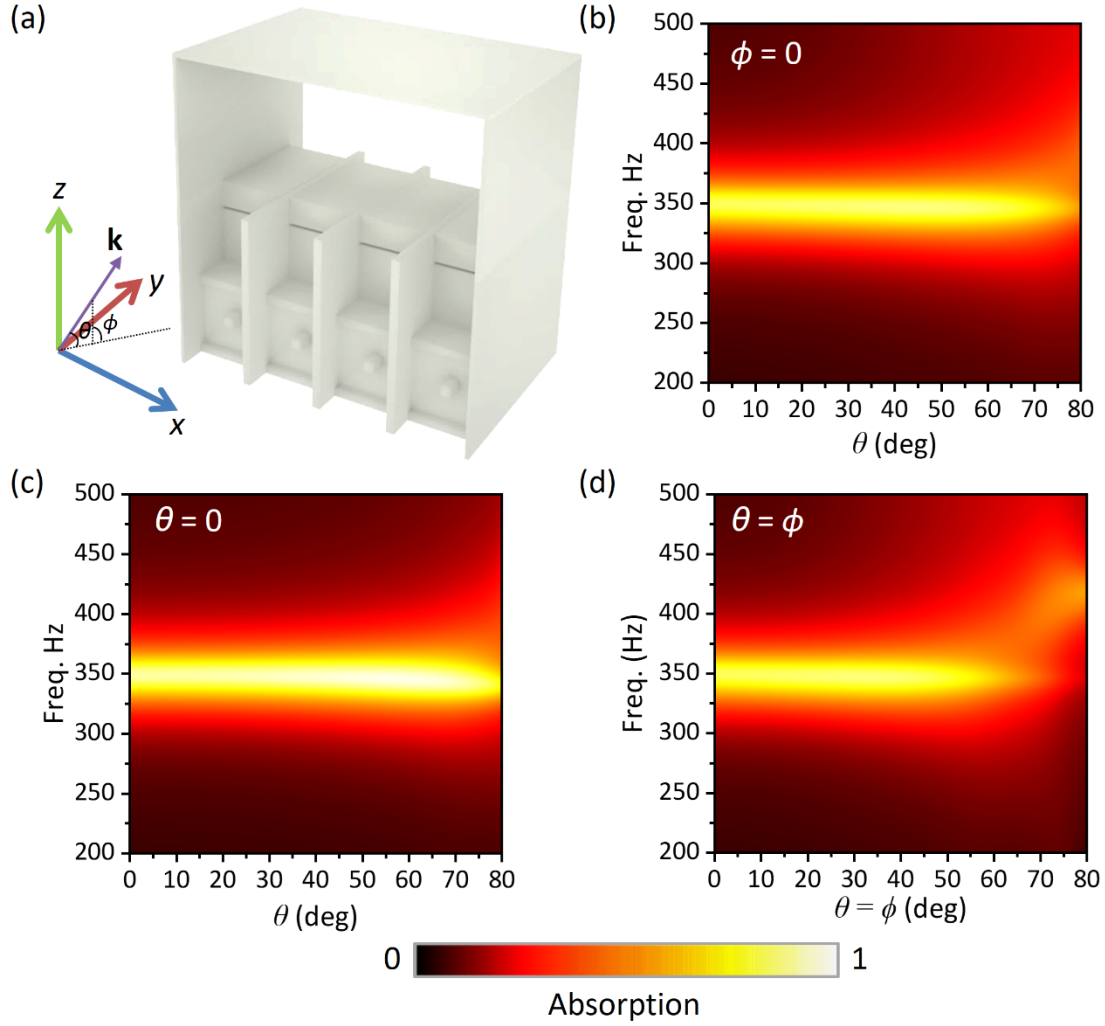 (a)
z
k
y
θ
ϕ
x
(b)
ϕ = 0
Freq. Hz
500
450
400
350
300
250
200
0 10 20 30 40 50 60 70 80
θ (deg)
(c)
θ = 0
Freq. Hz
500
450
400
350
300
250
200
0 10 20 30 40 50 60 70 80
θ (deg)
(d)
θ = ϕ
Freq. (Hz)
500
450
400
350
300
250
200
0 10 20 30 40 50 60 70 80
θ = ϕ (deg)
0 1
Absorption